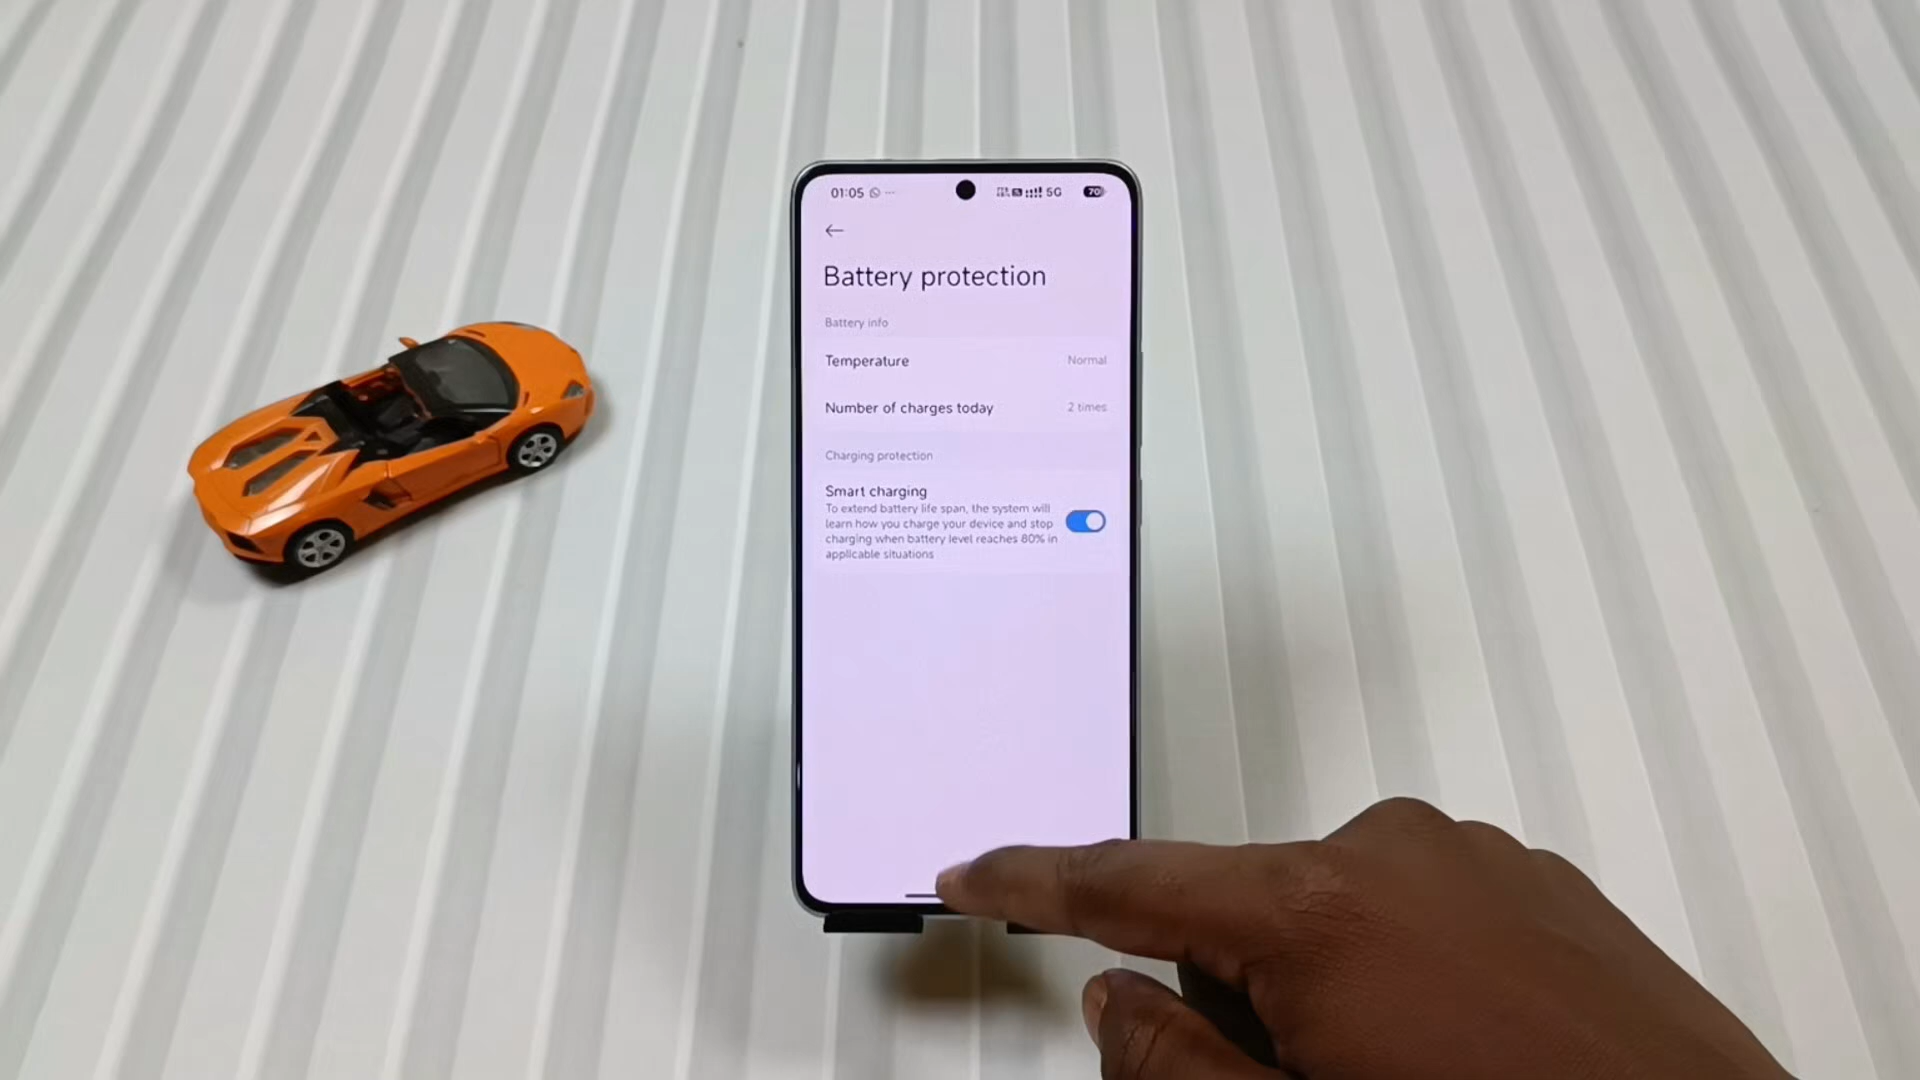 01:05 5G 70
Battery protection
Battery info
Temperature Normal
Number of charges today 2 times
Charging protection
Smart charging
To extend battery life span, the system will
learn how you charge your device and stop
charging when battery level reaches 80% in
applicable situations